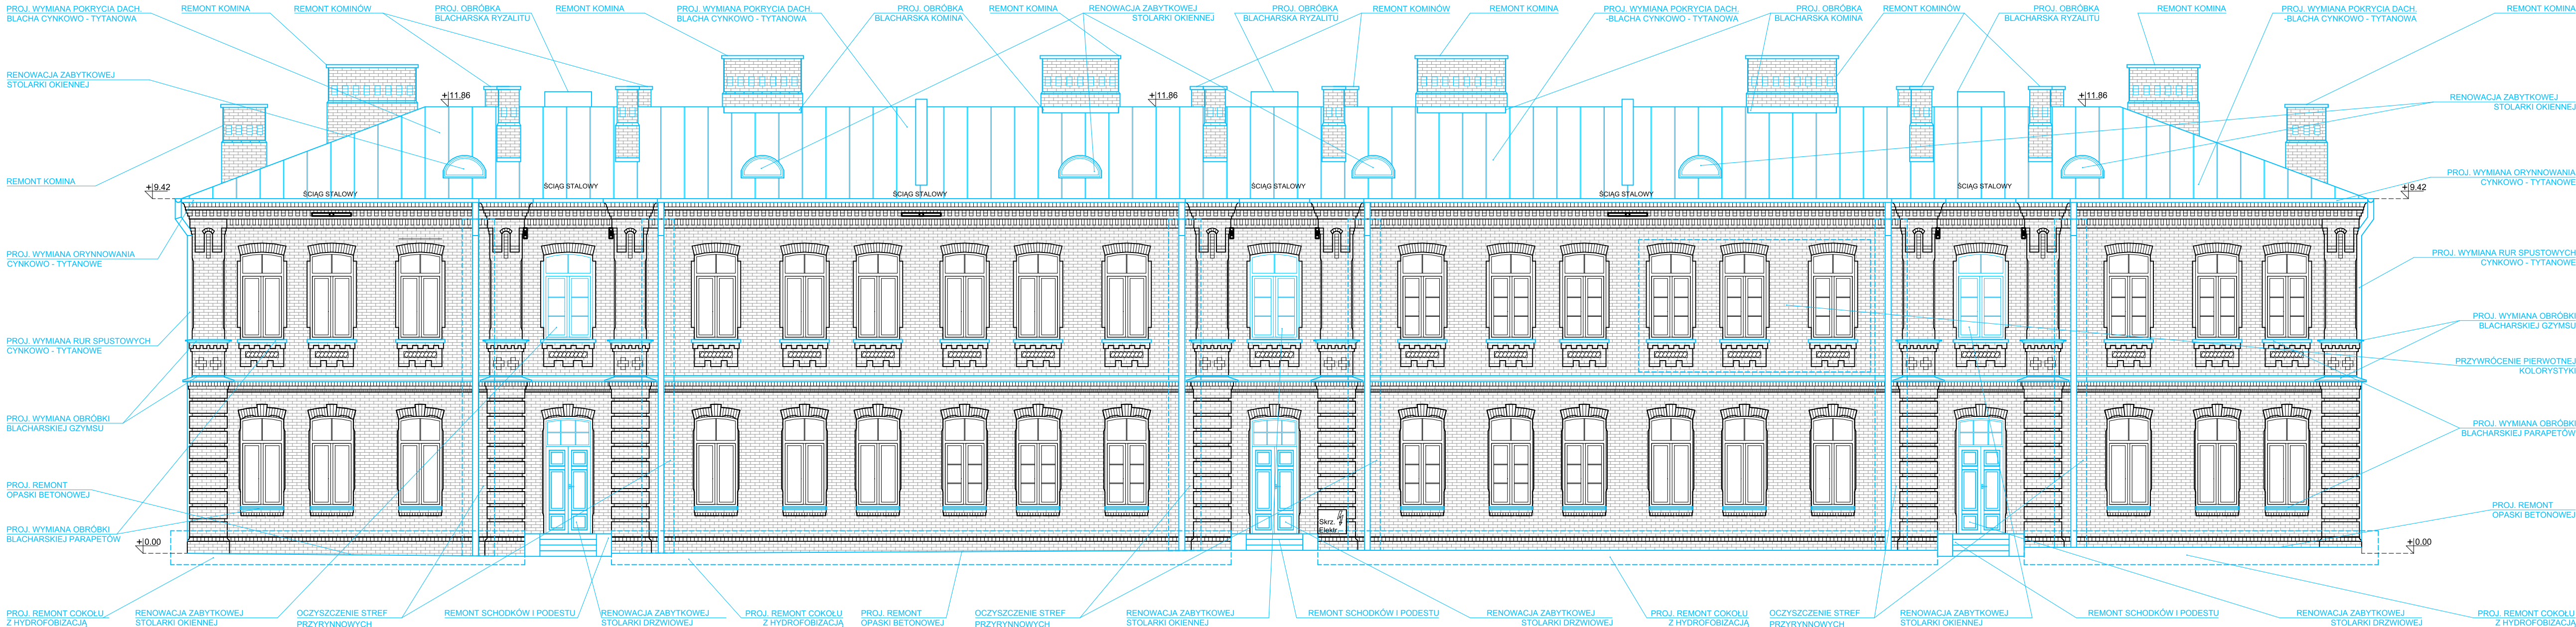 PROJ. WYMIANA POKRYCIA DACH.
BLACHA CYNKOWO - TYTANOWA
REMONT KOMINA
REMONT KOMINÓW
PROJ. OBRÓBKA
BLACHARSKA RYZALITU
REMONT KOMINA
PROJ. WYMIANA POKRYCIA DACH.
BLACHA CYNKOWO - TYTANOWA
PROJ. OBRÓBKA
BLACHARSKA KOMINA
REMONT KOMINA
RENOWACJA ZABYTKOWEJ
STOLARKI OKIENNEJ
PROJ. OBRÓBKA
BLACHARSKA RYZALITU
REMONT KOMINÓW
REMONT KOMINA
PROJ. WYMIANA POKRYCIA DACH.
-BLACHA CYNKOWO - TYTANOWA
PROJ. OBRÓBKA
BLACHARSKA KOMINA
REMONT KOMINÓW
PROJ. OBRÓBKA
BLACHARSKA RYZALITU
REMONT KOMINA
PROJ. WYMIANA POKRYCIA DACH.
-BLACHA CYNKOWO - TYTANOWA
REMONT KOMINA
RENOWACJA ZABYTKOWEJ
STOLARKI OKIENNEJ
+11.86
+11.86
+11.86
RENOWACJA ZABYTKOWEJ
STOLARKI OKIENNEJ
REMONT KOMINA
+9.42
ŚCIĄG STALOWY
ŚCIĄG STALOWY
ŚCIĄG STALOWY
ŚCIĄG STALOWY
ŚCIĄG STALOWY
ŚCIĄG STALOWY
+9.42
PROJ. WYMIANA ORYNNOWANIA
CYNKOWO - TYTANOWE
PROJ. WYMIANA ORYNNOWANIA
CYNKOWO - TYTANOWE
PROJ. WYMIANA RUR SPUSTOWYCH
CYNKOWO - TYTANOWE
PROJ. WYMIANA RUR SPUSTOWYCH
CYNKOWO - TYTANOWE
PROJ. WYMIANA OBRÓBKI
BLACHARSKIEJ GZYMSU
PRZYWRÓCENIE PIERWOTNEJ
KOLORYSTYKI
PROJ. WYMIANA OBRÓBKI
BLACHARSKIEJ GZYMSU
PROJ. WYMIANA OBRÓBKI
BLACHARSKIEJ PARAPETÓW
PROJ. REMONT
OPASKI BETONOWEJ
PROJ. REMONT
OPASKI BETONOWEJ
PROJ. WYMIANA OBRÓBKI
BLACHARSKIEJ PARAPETÓW
Skrz.
Elektr.
+0.00
+0.00
PROJ. REMONT COKOŁU
Z HYDROFOBIZACJĄ
RENOWACJA ZABYTKOWEJ
STOLARKI OKIENNEJ
OCZYSZCZENIE STREF
PRZYRYNNOWYCH
REMONT SCHODKÓW I PODESTU
RENOWACJA ZABYTKOWEJ
STOLARKI DRZWIOWEJ
PROJ. REMONT COKOŁU
Z HYDROFOBIZACJĄ
PROJ. REMONT
OPASKI BETONOWEJ
OCZYSZCZENIE STREF
PRZYRYNNOWYCH
RENOWACJA ZABYTKOWEJ
STOLARKI OKIENNEJ
REMONT SCHODKÓW I PODESTU
RENOWACJA ZABYTKOWEJ
STOLARKI DRZWIOWEJ
PROJ. REMONT COKOŁU
Z HYDROFOBIZACJĄ
OCZYSZCZENIE STREF
PRZYRYNNOWYCH
RENOWACJA ZABYTKOWEJ
STOLARKI OKIENNEJ
REMONT SCHODKÓW I PODESTU
RENOWACJA ZABYTKOWEJ
STOLARKI DRZWIOWEJ
PROJ. REMONT COKOŁU
Z HYDROFOBIZACJĄ